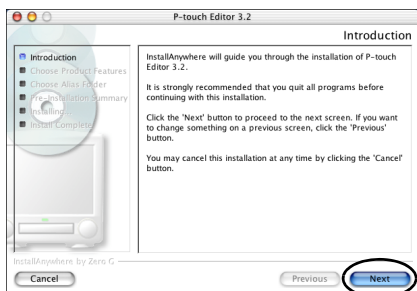 P-touch Editor 3.2
Introduction
Introduction
Choose Product Features
Choose Alias Folder
Pre-Installation Summary
Installing...
Install Complete
InstallAnywhere will guide you through the installation of P-touch
Editor 3.2.
It is strongly recommended that you quit all programs before
continuing with this installation.
Click the 'Next' button to proceed to the next screen. If you want
to change something on a previous screen, click the 'Previous'
button.
You may cancel this installation at any time by clicking the 'Cancel'
button.
InstallAnywhere by Zero G
Cancel
Previous
Next